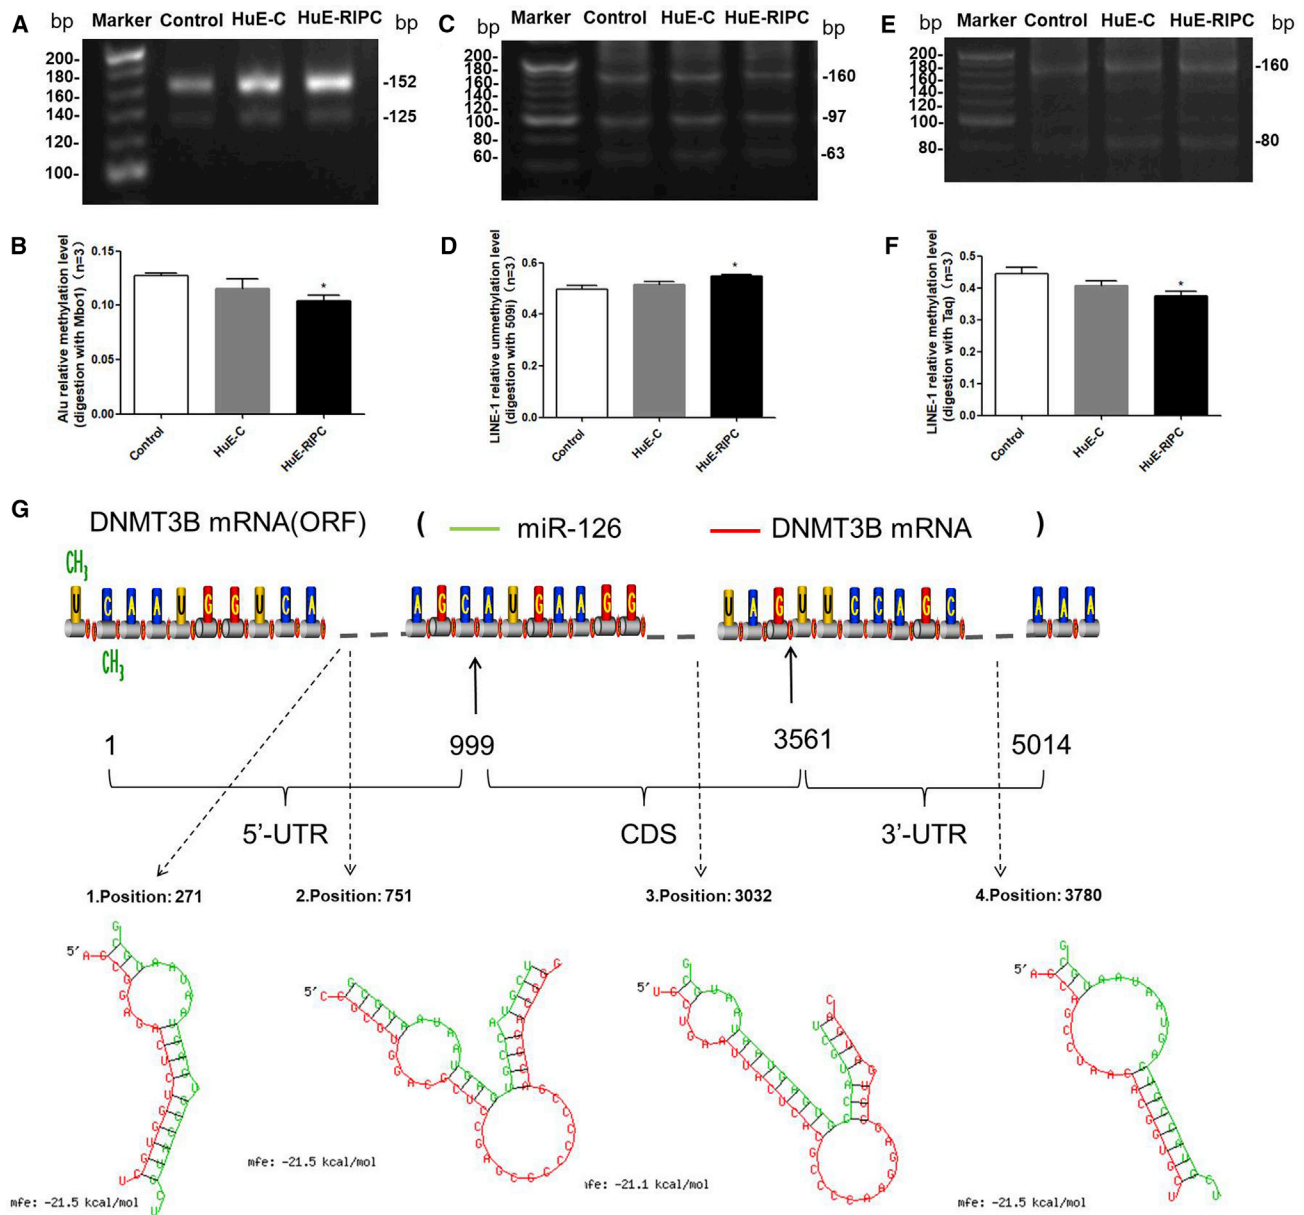 A bp Marker Control HuE-C HuE-RIPC bp
200-
180-
160-
140-
120-
100-
-152
-125
C bp Marker Control HuE-C HuE-RIPC bp
200-
180-
160-
140-
120-
100-
80-
60-
-160
-97
-63
E bp Marker Control HuE-C HuE-RIPC bp
200-
180-
160-
140-
120-
100-
80-
-160
-80
B
Alu relative methylation level
(digestion with Mbo1) (n=3)
0.15
0.10
0.05
0.00
*
Control HuE-C HuE-RIPC
D
LINE-1 relative unmethylation level
(digestion with 509i) (n=3)
0.6
0.4
0.2
0.0
*
Control HuE-C HuE-RIPC
F
LINE-1 relative methylation level
(digestion with Taq) (n=3)
0.5
0.4
0.3
0.2
0.1
0.0
*
Control HuE-C HuE-RIPC
G
DNMT3B mRNA(ORF) ( miR-126 DNMT3B mRNA )
CH3
U C A A U G G U C A A G C A U G A A G G U A G U U C C A G C A A A
CH3
1 999 3561 5014
5’-UTR CDS 3’-UTR
1.Position: 271 2.Position: 751 3.Position: 3032 4.Position: 3780
5' 5' 5' 5'
mfe: -21.5 kcal/mol
mfe: -21.5 kcal/mol
mfe: -21.1 kcal/mol
mfe: -21.5 kcal/mol